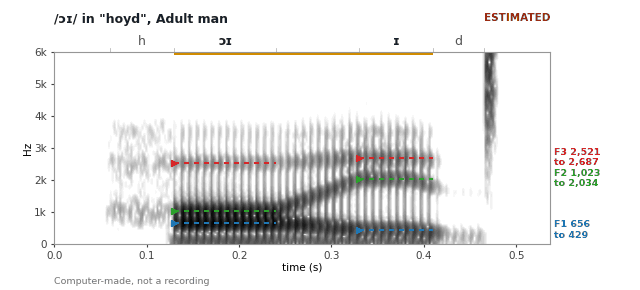 /ɔɪ/ in "hoyd", Adult man
ESTIMATED
h ɔɪ ɪ d
6k
5k
4k
3k
2k
1k
0
Hz
0.0 0.1 0.2 0.3 0.4 0.5
time (s)
F3 2,521
to 2,687
F2 1,023
to 2,034
F1 656
to 429
Computer-made, not a recording